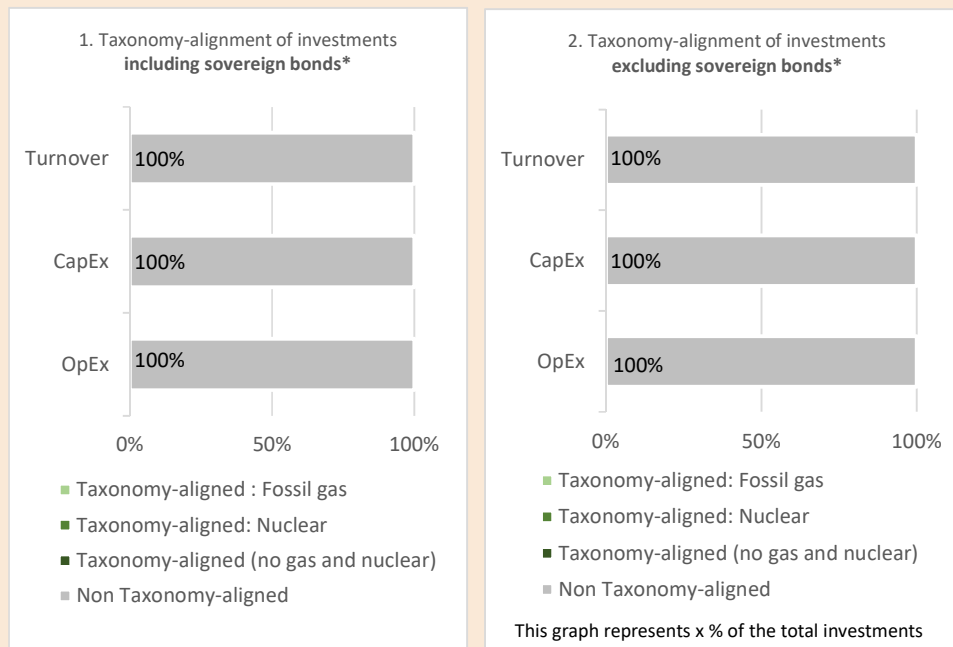 1. Taxonomy-alignment of investments
including sovereign bonds*
Turnover
100%
CapEx
100%
OpEx
100%
0%
50%
100%
Taxonomy-aligned : Fossil gas
Taxonomy-aligned: Nuclear
Taxonomy-aligned (no gas and nuclear)
Non Taxonomy-aligned
2. Taxonomy-alignment of investments
excluding sovereign bonds*
Turnover
100%
CapEx
100%
OpEx
100%
0%
50%
100%
Taxonomy-aligned: Fossil gas
Taxonomy-aligned: Nuclear
Taxonomy-aligned (no gas and nuclear)
Non Taxonomy-aligned
This graph represents x % of the total investments